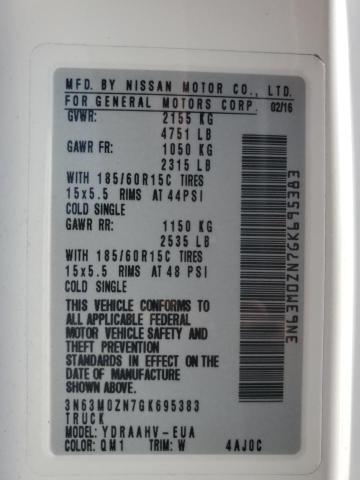 MFD. BY NISSAN MOTOR CO., LTD.
FOR GENERAL MOTORS CORP. 02/16
GVWR: 2155 KG
4751 LB
GAWR FR: 1050 KG
2315 LB
WITH 185/60R15C TIRES
15x5.5 RIMS AT 44PSI
COLD SINGLE
GAWR RR: 1150 KG
2535 LB
WITH 185/60R15C TIRES
15x5.5 RIMS AT 48 PSI
COLD SINGLE
THIS VEHICLE CONFORMS TO
ALL APPLICABLE FEDERAL
MOTOR VEHICLE SAFETY AND
THEFT PREVENTION
STANDARDS IN EFFECT ON THE
DATE OF MANUFACTURE
SHOWN ABOVE.
3N63M0ZN7GK695383
TRUCK
MODEL: YDRAAHV-EUA
COLOR: QM1 TRIM: W 4AJ0C
3N63M0ZN7GK695383